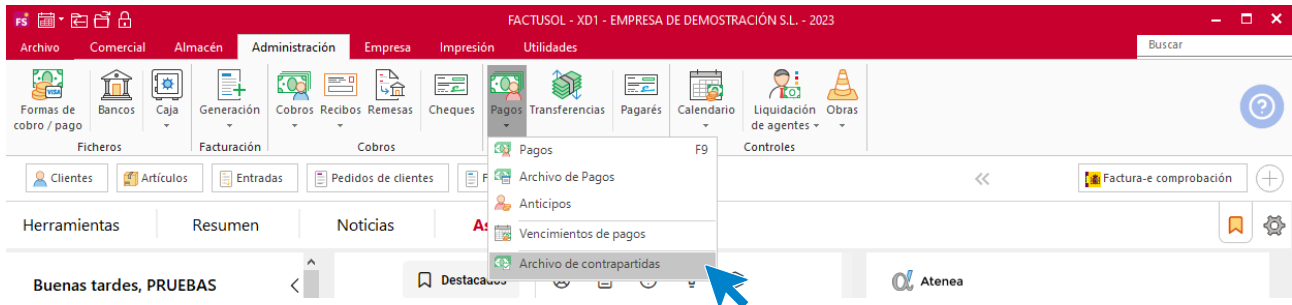 FS
FACTUSOL - XD1 - EMPRESA DE DEMOSTRACIÓN S.L. - 2023
Archivo Comercial Almacén Administración Empresa Impresión Utilidades Buscar
VISA
Formas de cobro / pago Bancos Caja Generación Cobros Recibos Remesas Cheques Pagos Transferencias Pagarés Calendario Liquidación de agentes Obras
Ficheros Facturación Cobros Controles
Pagos F9
Archivo de Pagos
Anticipos
Vencimientos de pagos
Archivo de contrapartidas
Clientes Artículos Entradas Pedidos de clientes F Factura-e comprobación
Herramientas Resumen Noticias As
Buenas tardes, PRUEBAS Destacados Atenea